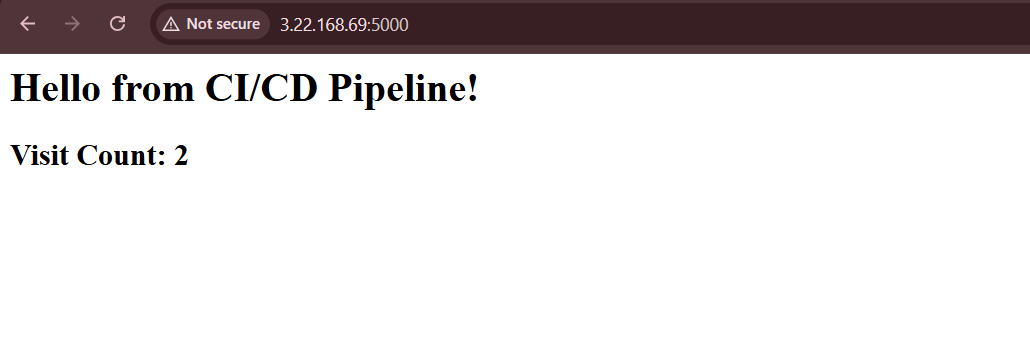 Not secure 3.22.168.69:5000
Hello from CI/CD Pipeline!
Visit Count: 2